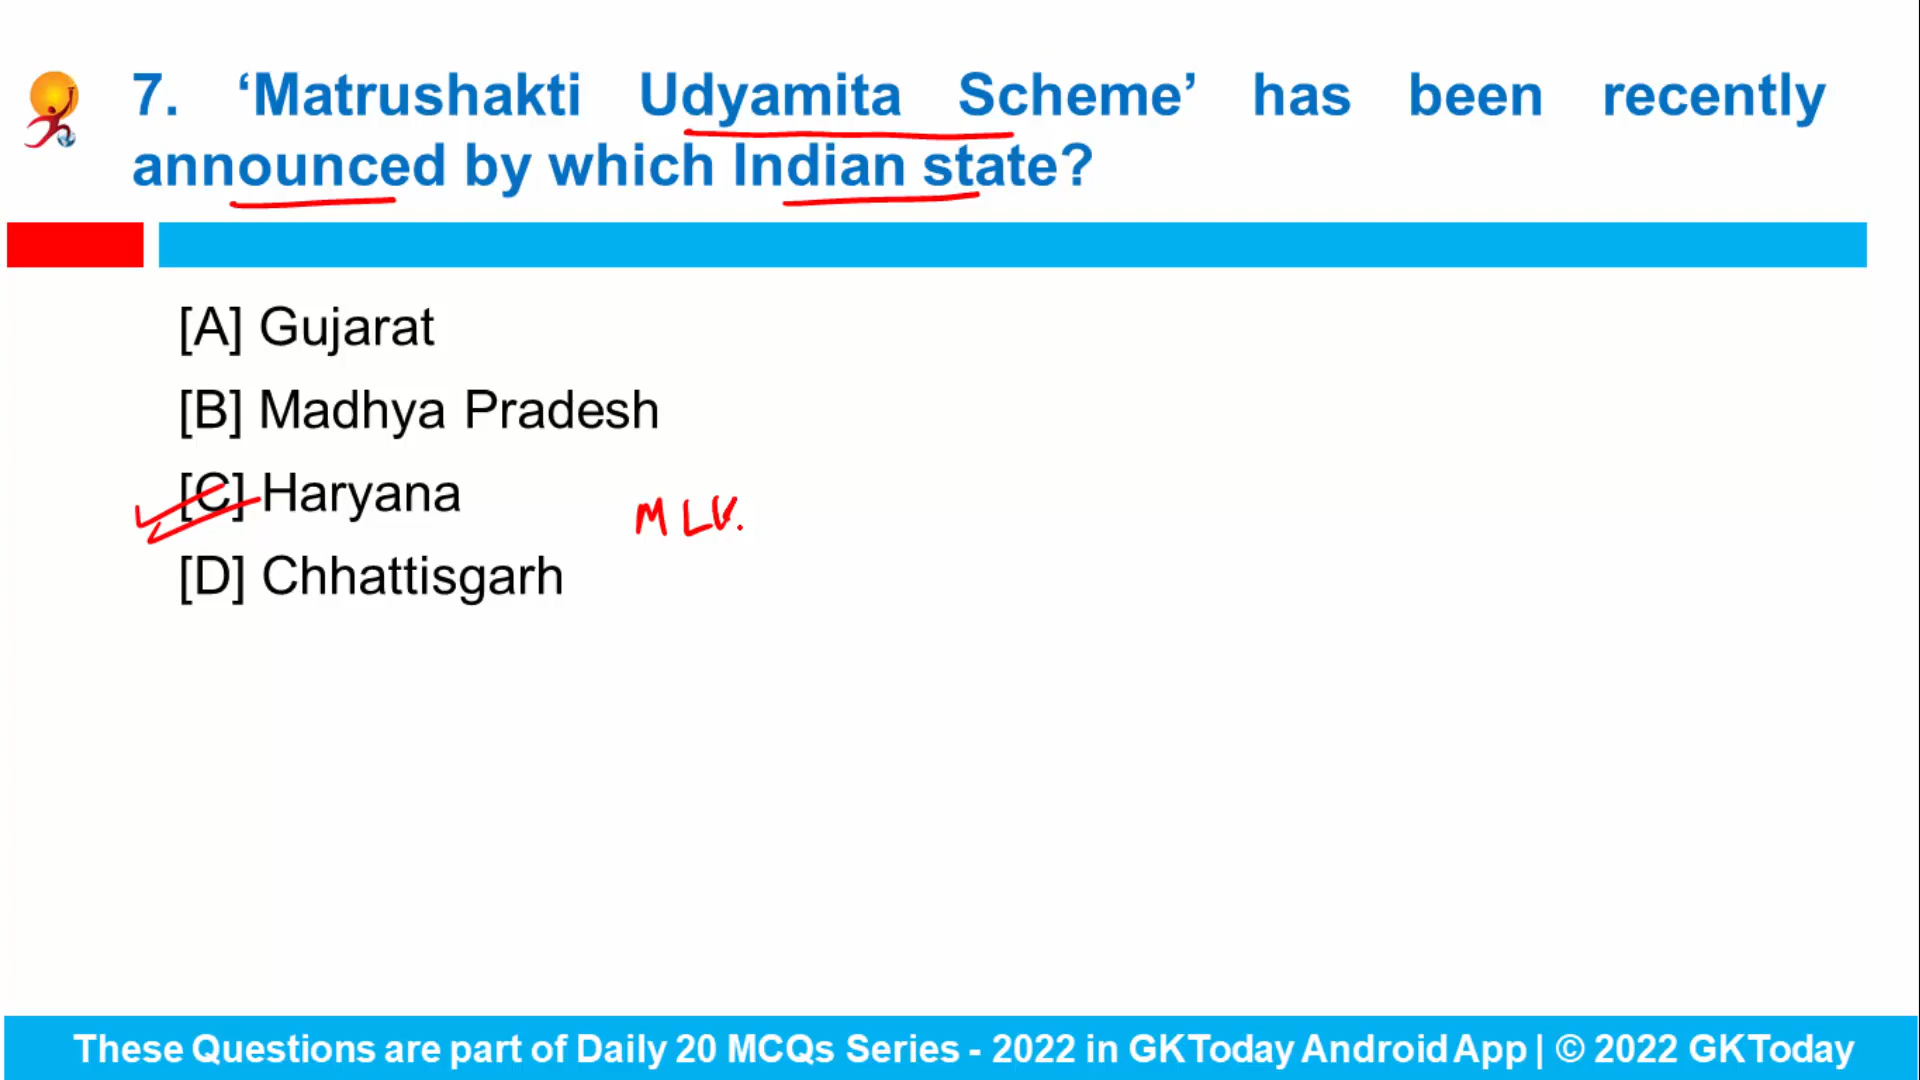 7. ‘Matrushakti Udyamita Scheme’ has been recently
announced by which Indian state?
[A] Gujarat
[B] Madhya Pradesh
[C] Haryana
MLV.
[D] Chhattisgarh
These Questions are part of Daily 20 MCQs Series - 2022 in GKToday Android App | © 2022 GKToday